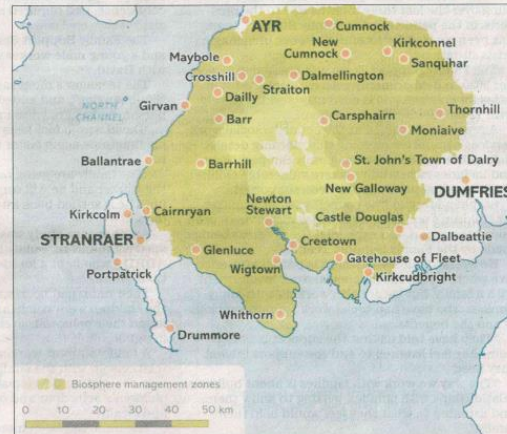 AYR
Cumnock
New
Cumnock
Kirkconnel
Sanquhar
Maybole
Crosshill
Straiton
Dalmellington
Dailly
Girvan
Barr
NORTH
CHANNEL
Carsphairn
Thornhill
Moniaive
Ballantrae
Barrhill
St. John's Town of Dalry
New Galloway
DUMFRIES
Kirkcolm
Cairnryan
Newton
Stewart
Castle Douglas
Dalbeattie
STRANRAER
Glenluce
Creetown
Wigtown
Gatehouse of Fleet
Portpatrick
Kirkcudbright
Whithorn
Drummore
Biosphere management zones
0 10 20 30 40 50 km